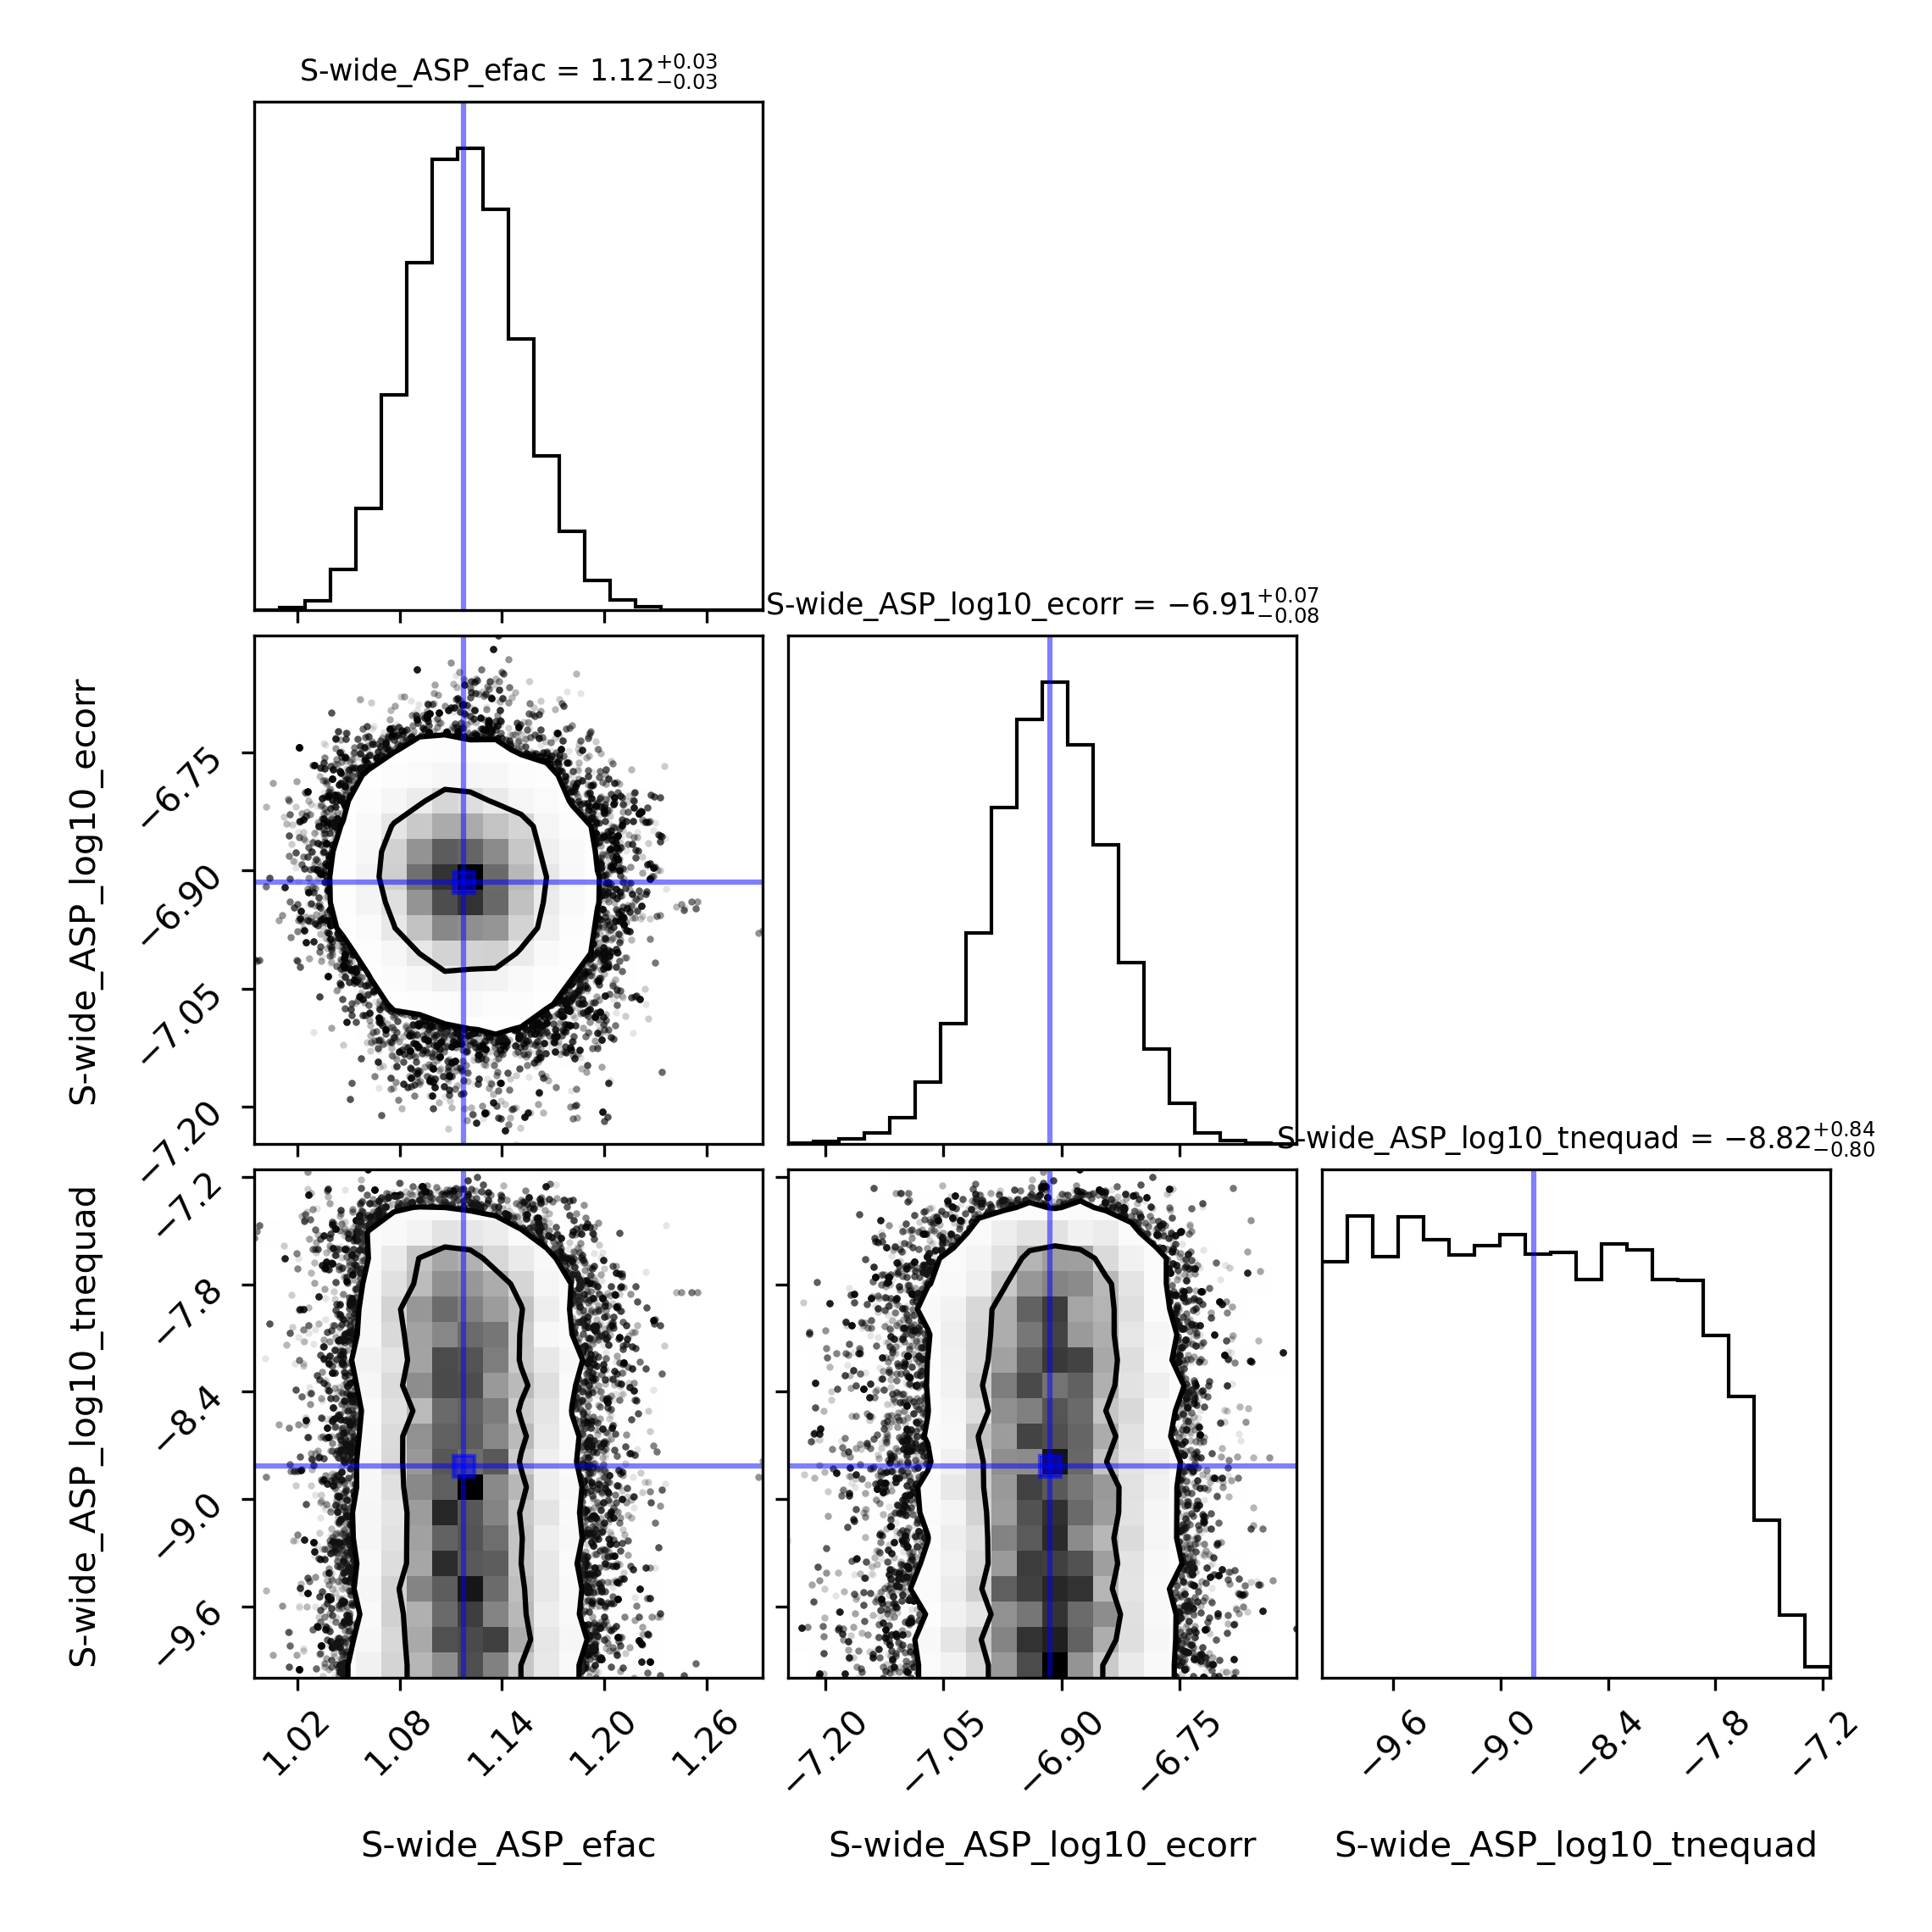 S-wide_ASP_efac = 1.12+0.03 −0.03
S-wide_ASP_log10_ecorr = −6.91+0.07 −0.08
S-wide_ASP_log10_ecorr
−6.75
−6.90
−7.05
−7.20
S-wide_ASP_log10_tnequad = −8.82+0.84 −0.80
S-wide_ASP_log10_tnequad
−7.2
−7.8
−8.4
−9.0
−9.6
1.02 1.08 1.14 1.20 1.26
−7.20 −7.05 −6.90 −6.75
−9.6 −9.0 −8.4 −7.8 −7.2
S-wide_ASP_efac
S-wide_ASP_log10_ecorr
S-wide_ASP_log10_tnequad